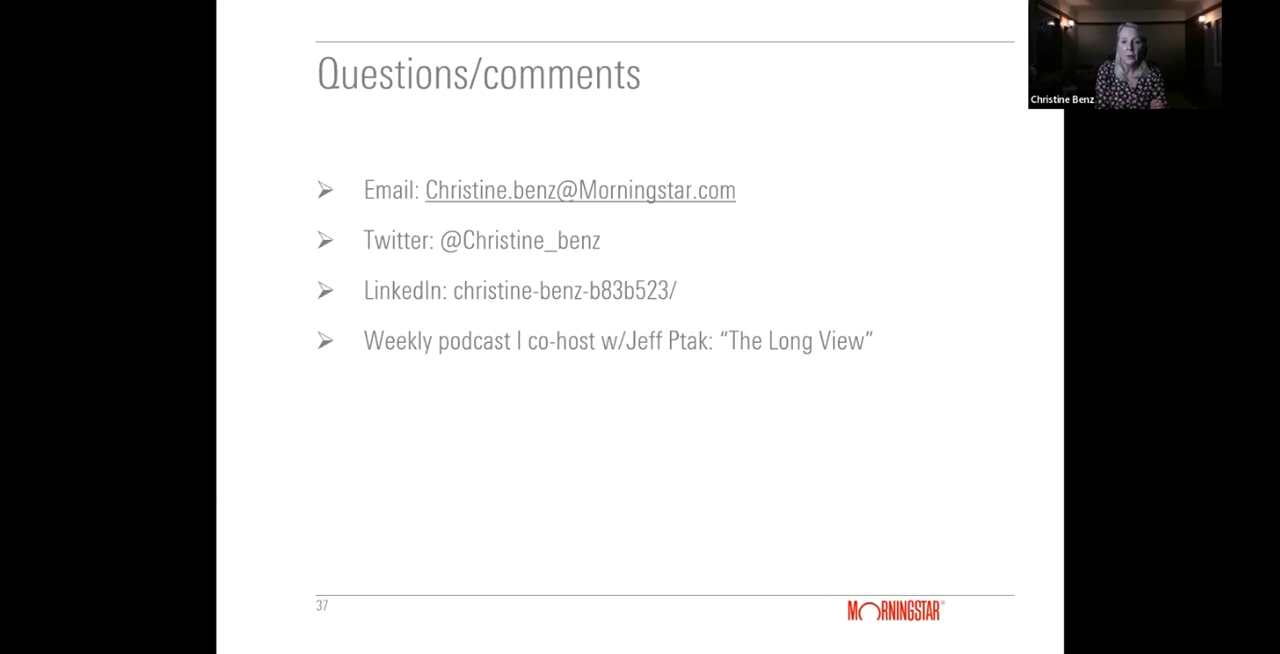 Questions/comments
Christine Benz
➢ Email: Christine.benz@Morningstar.com
➢ Twitter: @Christine_benz
➢ LinkedIn: christine-benz-b83b523/
➢ Weekly podcast I co-host w/Jeff Ptak: “The Long View”
37
MORNINGSTAR®